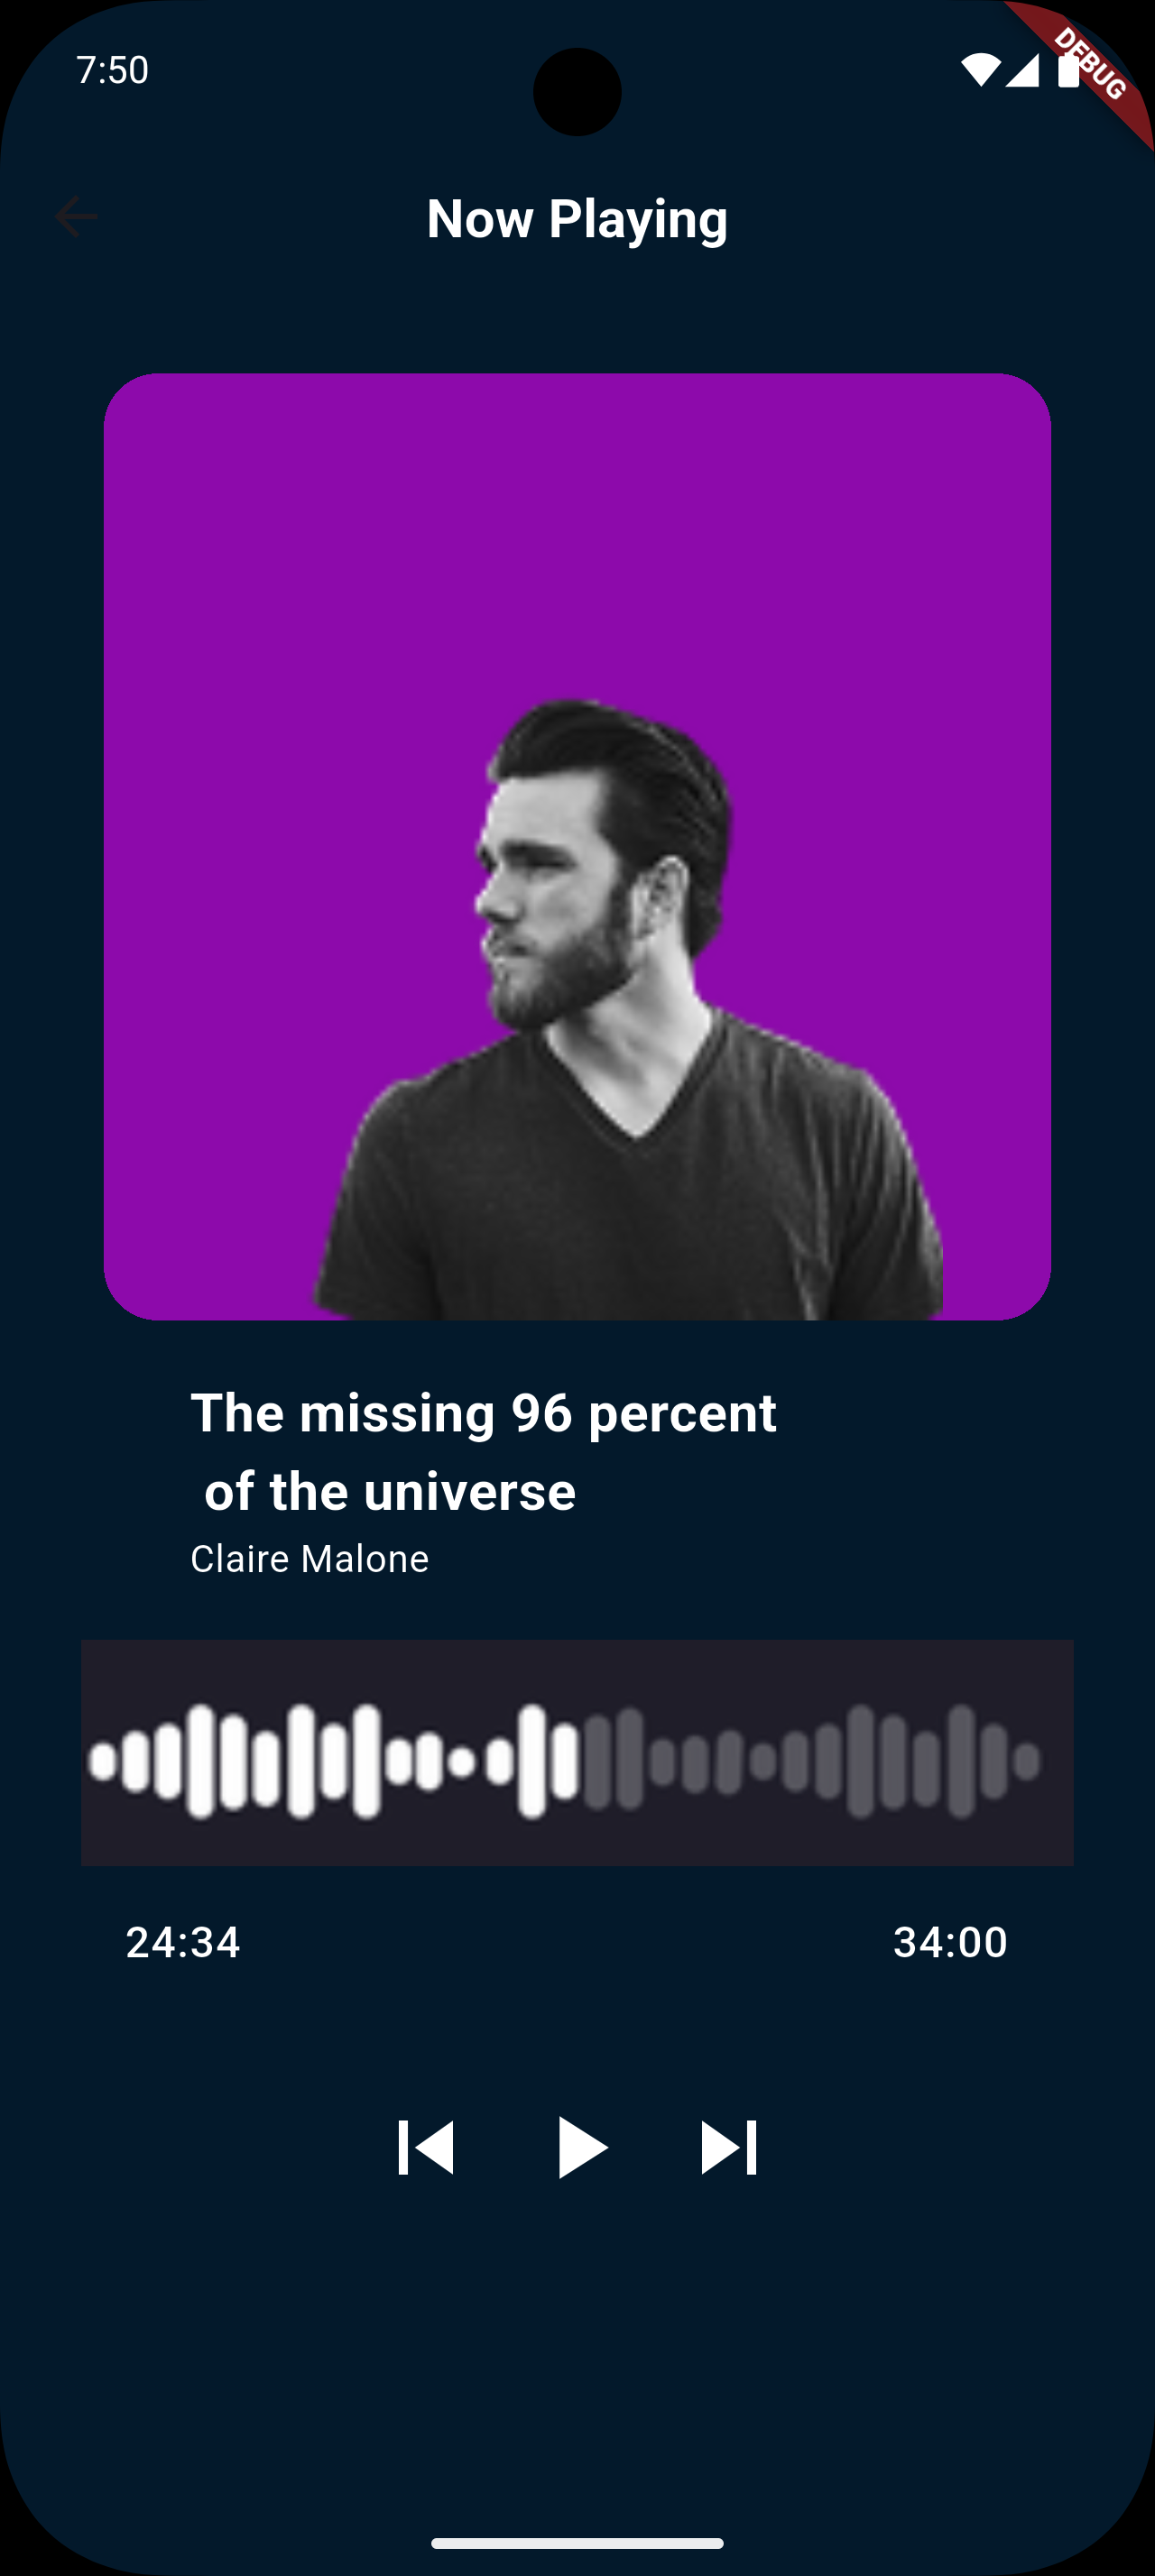 7:50
DEBUG
Now Playing
The missing 96 percent
of the universe
Claire Malone
24:34
34:00